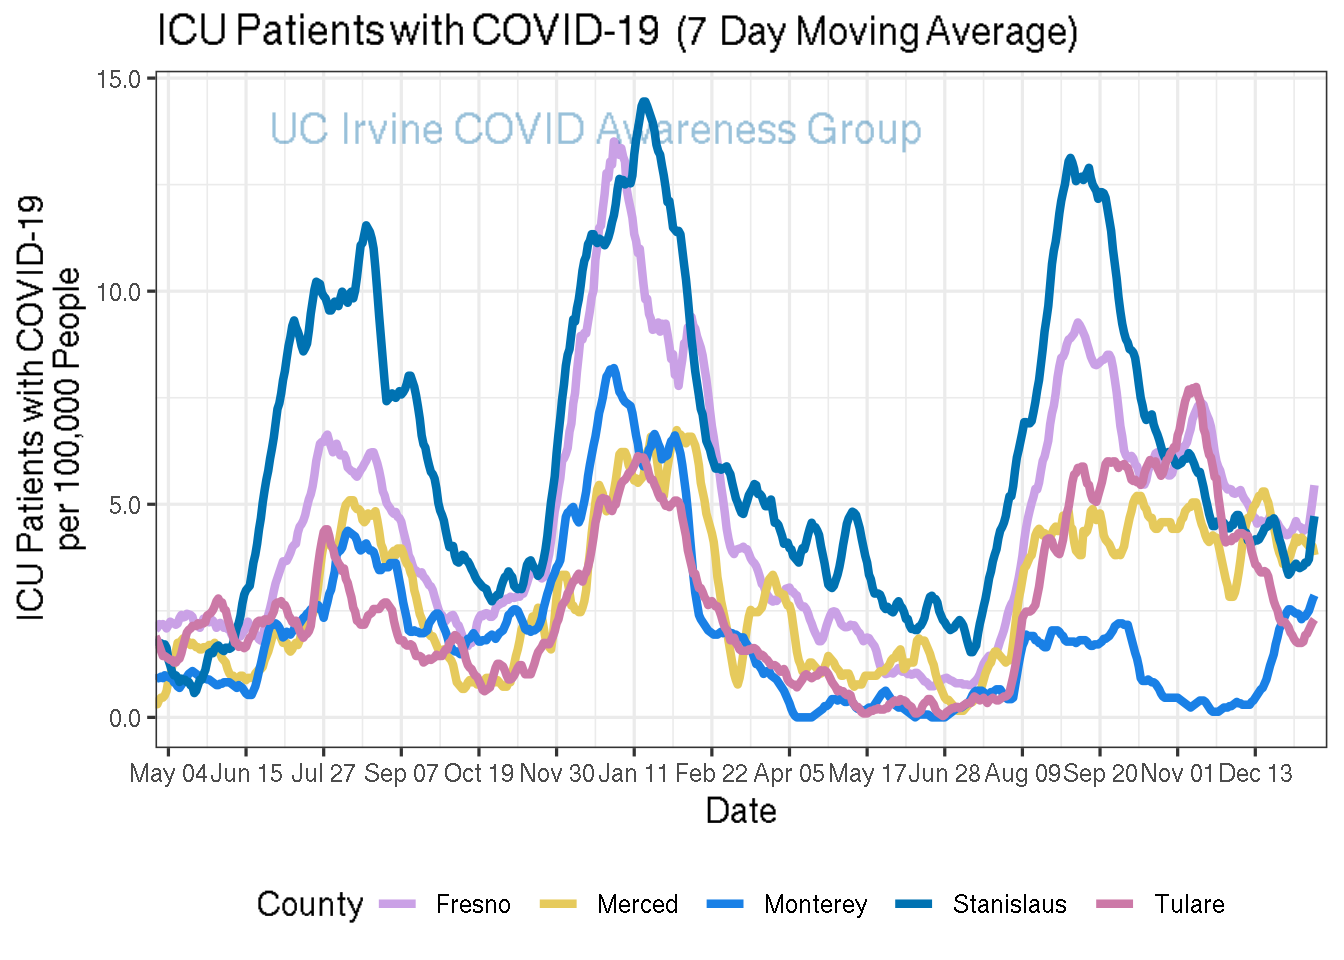 ICU Patients with COVID-19 (7 Day Moving Average)
UC Irvine COVID Awareness Group
ICU Patients with COVID-19
per 100,000 People
15.0
10.0
5.0
0.0
May 04 Jun 15 Jul 27 Sep 07 Oct 19 Nov 30 Jan 11 Feb 22 Apr 05 May 17 Jun 28 Aug 09 Sep 20 Nov 01 Dec 13
Date
County Fresno Merced Monterey Stanislaus Tulare